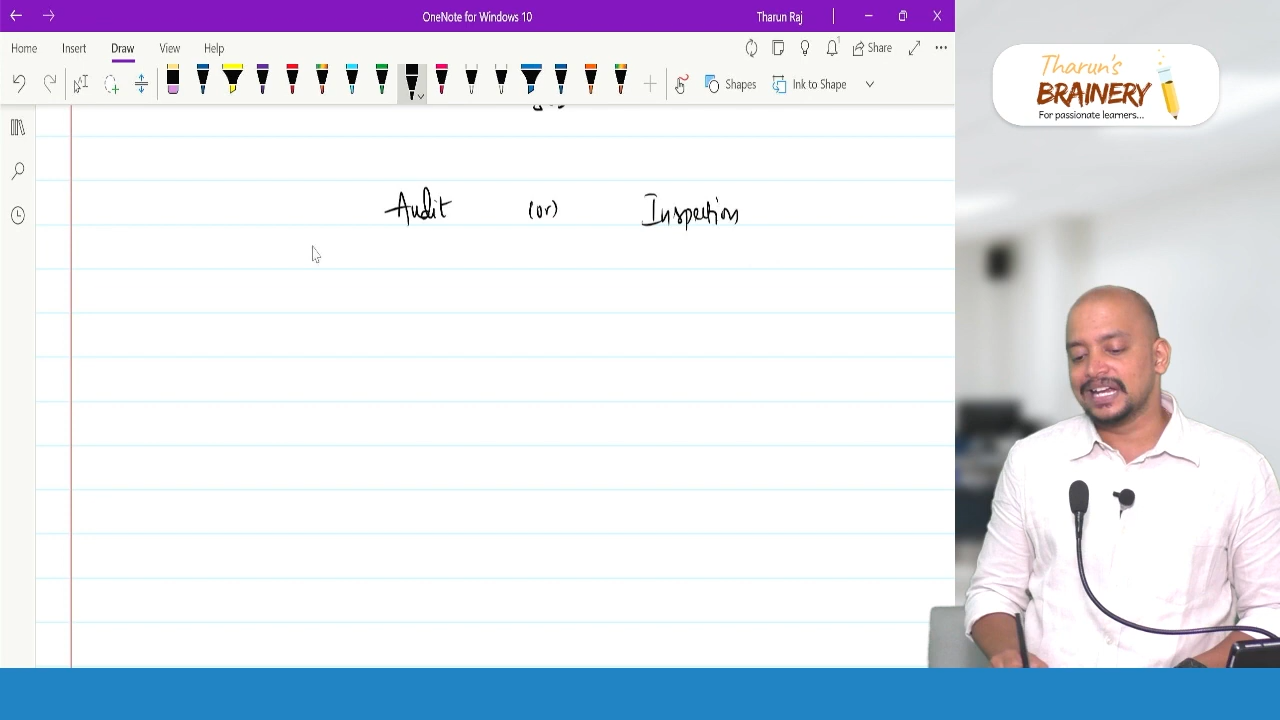 OneNote for Windows 10
Tharun Raj
Home Insert Draw View Help
Share
Shapes
Ink to Shape
Audit (or) Inspection
Tharun's
BRAINERY
For passionate learners...